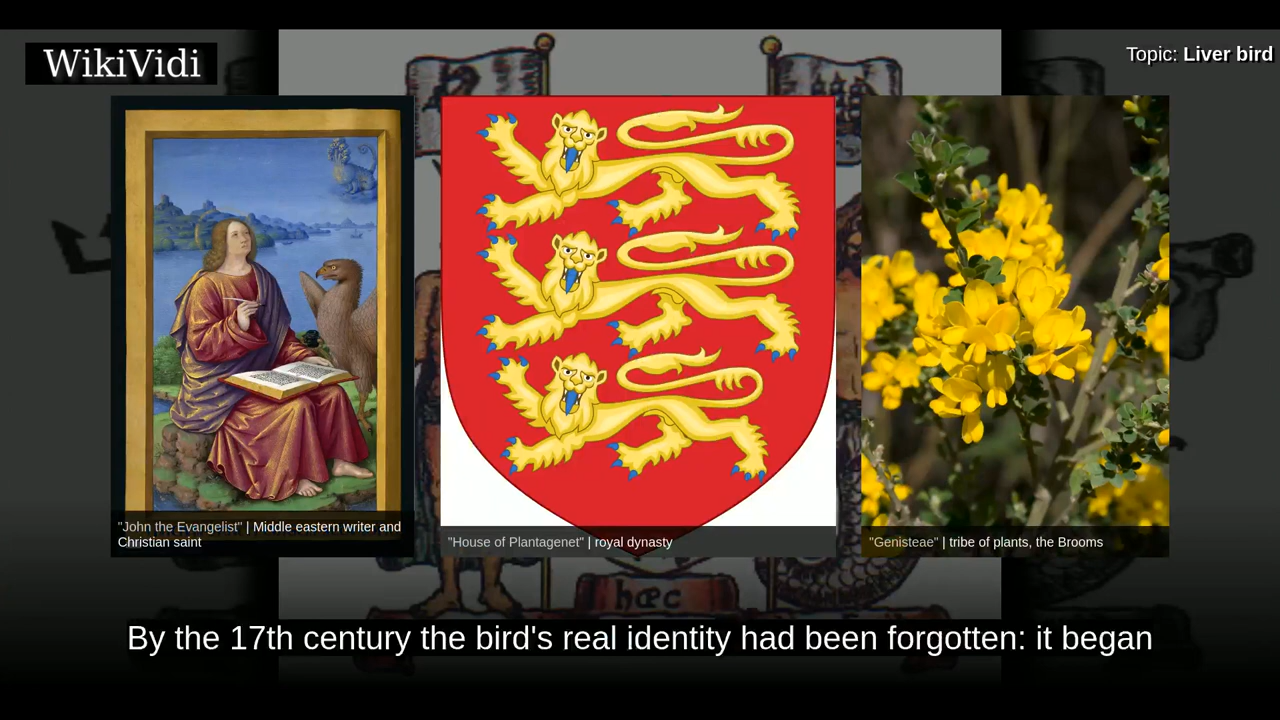 WikiVidi
Topic: Liver bird
"John the Evangelist" | Middle eastern writer and
Christian saint
"House of Plantagenet" | royal dynasty
"Genisteae" | tribe of plants, the Brooms
hæc
By the 17th century the bird's real identity had been forgotten: it began